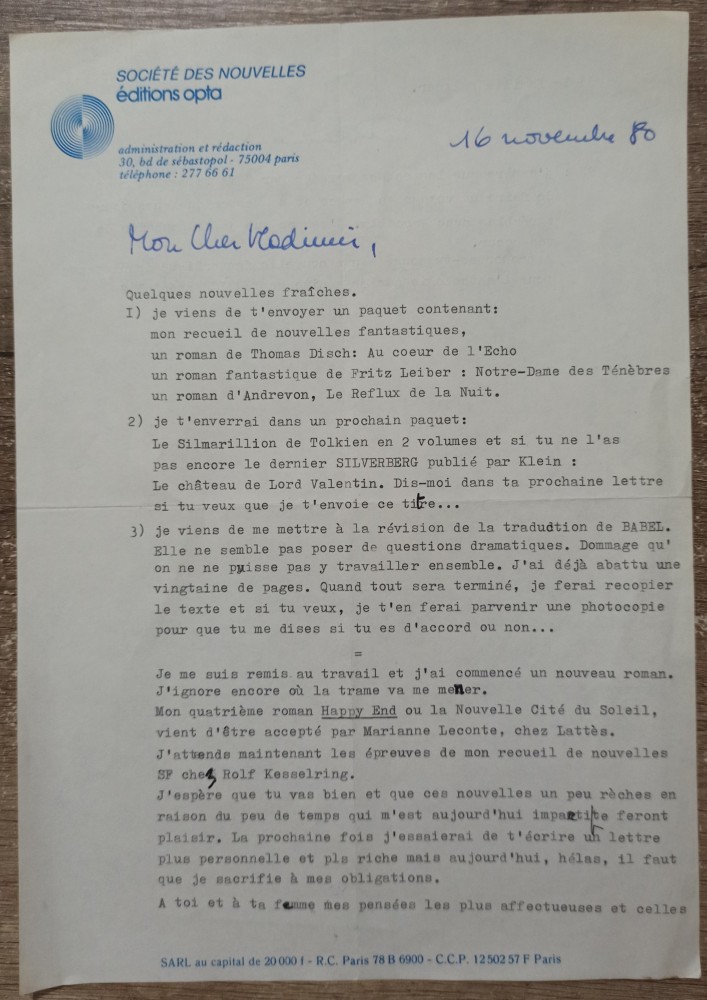 SOCIÉTÉ DES NOUVELLES
éditions opta
administration et rédaction
30, bd de sébastopol - 75004 paris
téléphone : 277 66 61
16 novembre 80
Mon Cher Vladimir,
Quelques nouvelles fraîches.
I) je viens de t'envoyer un paquet contenant:
mon recueil de nouvelles fantastiques,
un roman de Thomas Disch: Au coeur de l'Echo
un roman fantastique de Fritz Leiber : Notre-Dame des Ténèbres
un roman d'Andrevon, Le Reflux de la Nuit.
2) je t'enverrai dans un prochain paquet:
Le Silmarillion de Tolkien en 2 volumes et si tu ne l'as
pas encore le dernier SILVERBERG publié par Klein :
Le château de Lord Valentin. Dis-moi dans ta prochaine lettre
si tu veux que je t'envoie ce titre...
3) je viens de me mettre à la révision de la tradudtion de BABEL.
Elle ne semble pas poser de questions dramatiques. Dommage qu'
on ne ne puisse pas y travailler ensemble. J'ai déjà abattu une
vingtaine de pages. Quand tout sera terminé, je ferai recopier
le texte et si tu veux, je t'en ferai parvenir une photocopie
pour que tu me dises si tu es d'accord ou non...
=
Je me suis remis au travail et j'ai commencé un nouveau roman.
J'ignore encore où la trame va me mener.
Mon quatrième roman Happy End ou la Nouvelle Cité du Soleil,
vient d'être accepté par Marianne Leconte, chez Lattès.
J'attends maintenant les épreuves de mon recueil de nouvelles
SF chez Rolf Kesselring.
J'espère que tu vas bien et que ces nouvelles un peu rèches en
raison du peu de temps qui m'est aujourd'hui impartite feront
plaisir. La prochaine fois j'essaierai de t'écrire un lettre
plus personnelle et pls riche mais aujourd'hui, hélas, il faut
que je sacrifie à mes obligations.
A toi et à ta femme mes pensées les plus affectueuses et celles
SARL au capital de 20 000 f - R.C. Paris 78 B 6900 - C.C.P. 12 502 57 F Paris